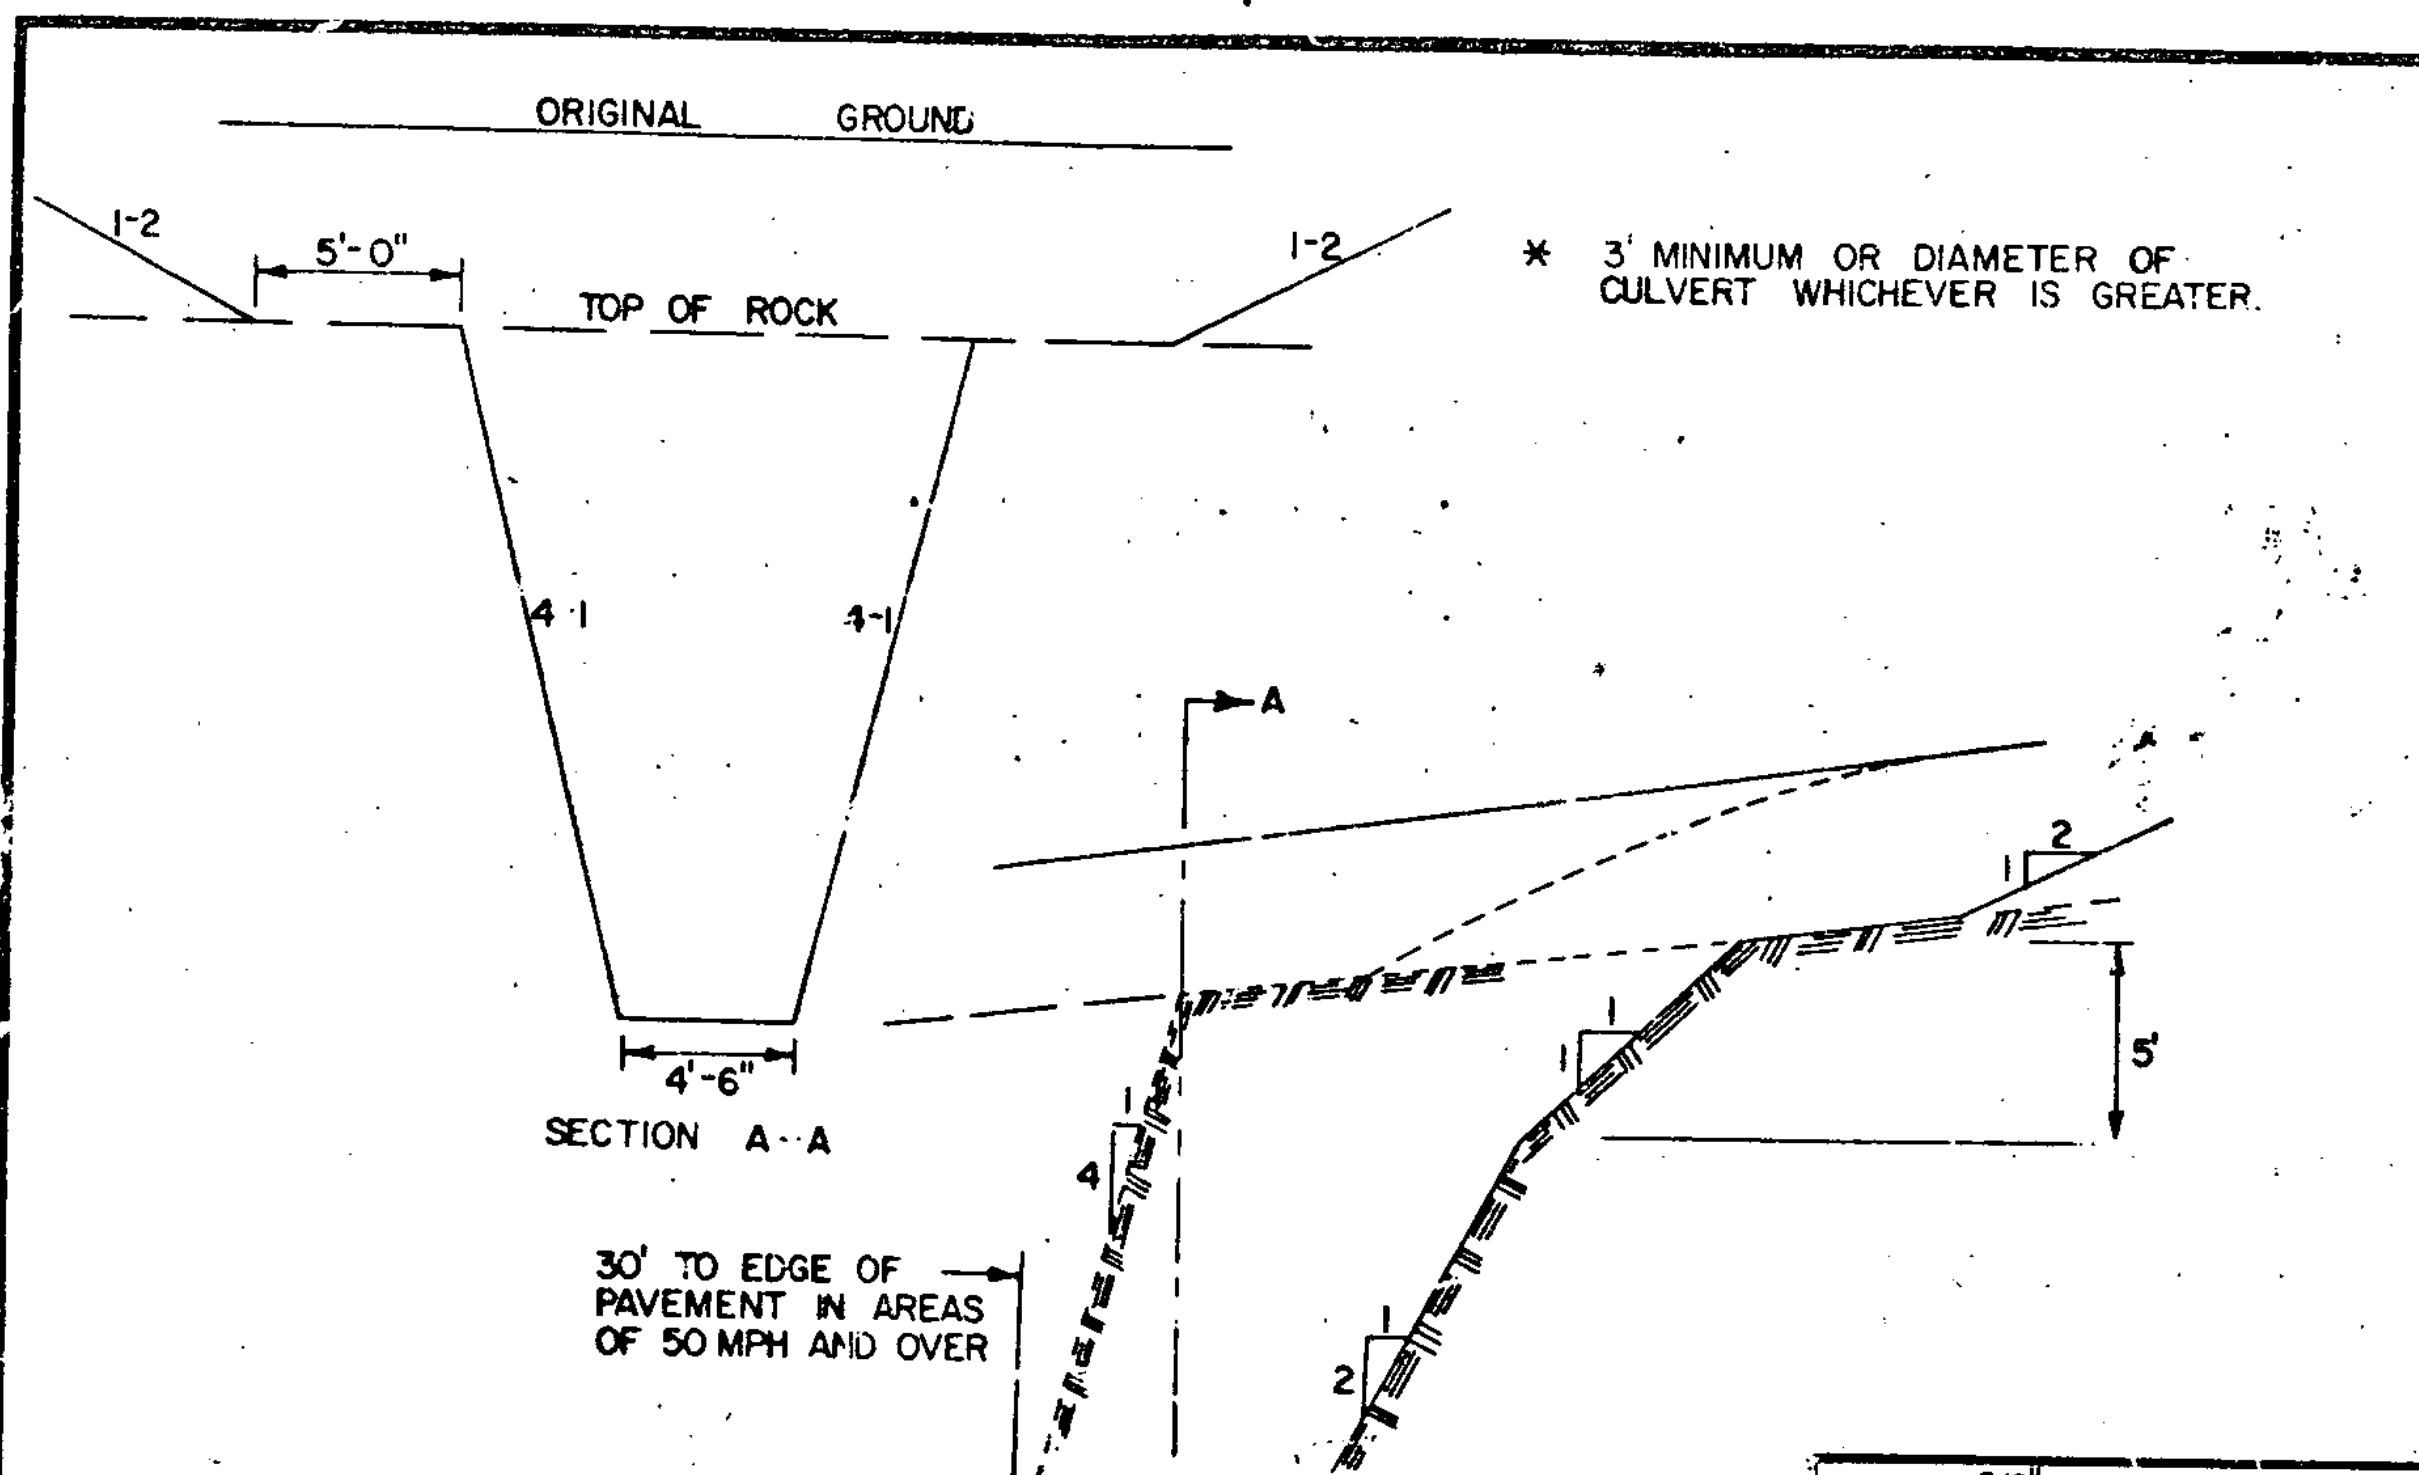 ORIGINAL GROUND
1-2
5'-0"
1-2
TOP OF ROCK
* 3' MINIMUM OR DIAMETER OF
CULVERT WHICHEVER IS GREATER.
4-1
4-1
A
2
1
1
1
5'
4'-6"
SECTION A-A
1
4
30' TO EDGE OF
PAVEMENT IN AREAS
OF 50 MPH AND OVER
1
2